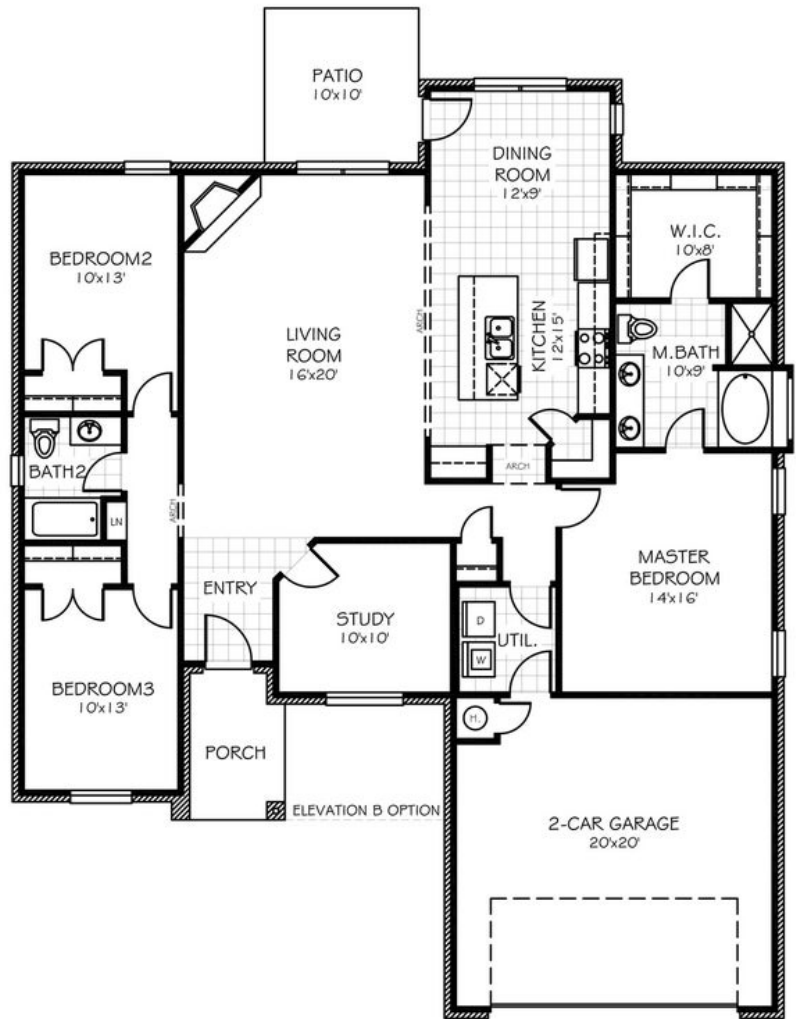 PATIO
10'x10'
DINING
ROOM
12'x9'
BEDROOM2
10'x13'
W.I.C.
10'x8'
LIVING
ROOM
16'x20'
ARCH
KITCHEN
12'x15'
M.BATH
10'x9'
BATH2
LN
ARCH
ARCH
ENTRY
STUDY
10'x10'
MASTER
BEDROOM
14'x16'
D
W
UTIL.
BEDROOM3
10'x13'
PORCH
H.
ELEVATION B OPTION
2-CAR GARAGE
20'x20'